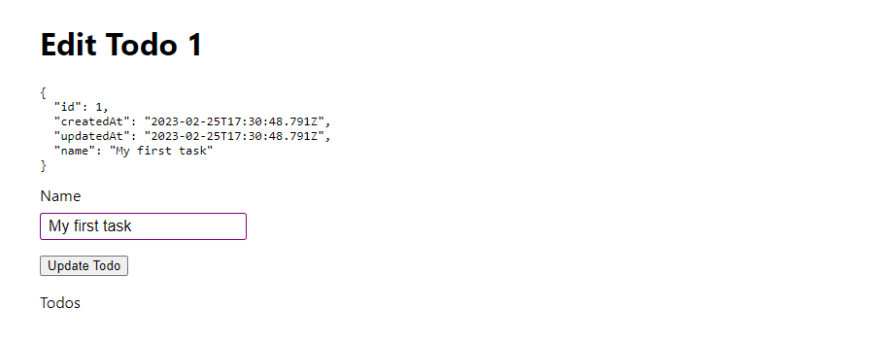 Edit Todo 1
{
  "id": 1,
  "createdAt": "2023-02-25T17:30:48.791Z",
  "updatedAt": "2023-02-25T17:30:48.791Z",
  "name": "My first task"
}
Name
My first task
Update Todo
Todos